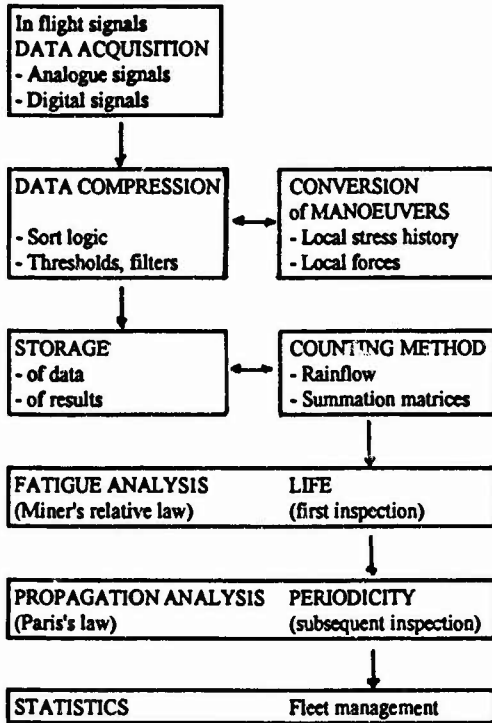 In flight signals
DATA ACQUISITION
- Analogue signals
- Digital signals
DATA COMPRESSION
- Sort logic
- Thresholds, filters
CONVERSION
of MANOEUVERS
- Local stress history
- Local forces
STORAGE
- of data
- of results
COUNTING METHOD
- Rainflow
- Summation matrices
FATIGUE ANALYSIS LIFE
(Miner's relative law) (first inspection)
PROPAGATION ANALYSIS PERIODICITY
(Paris's law) (subsequent inspection)
STATISTICS Fleet management